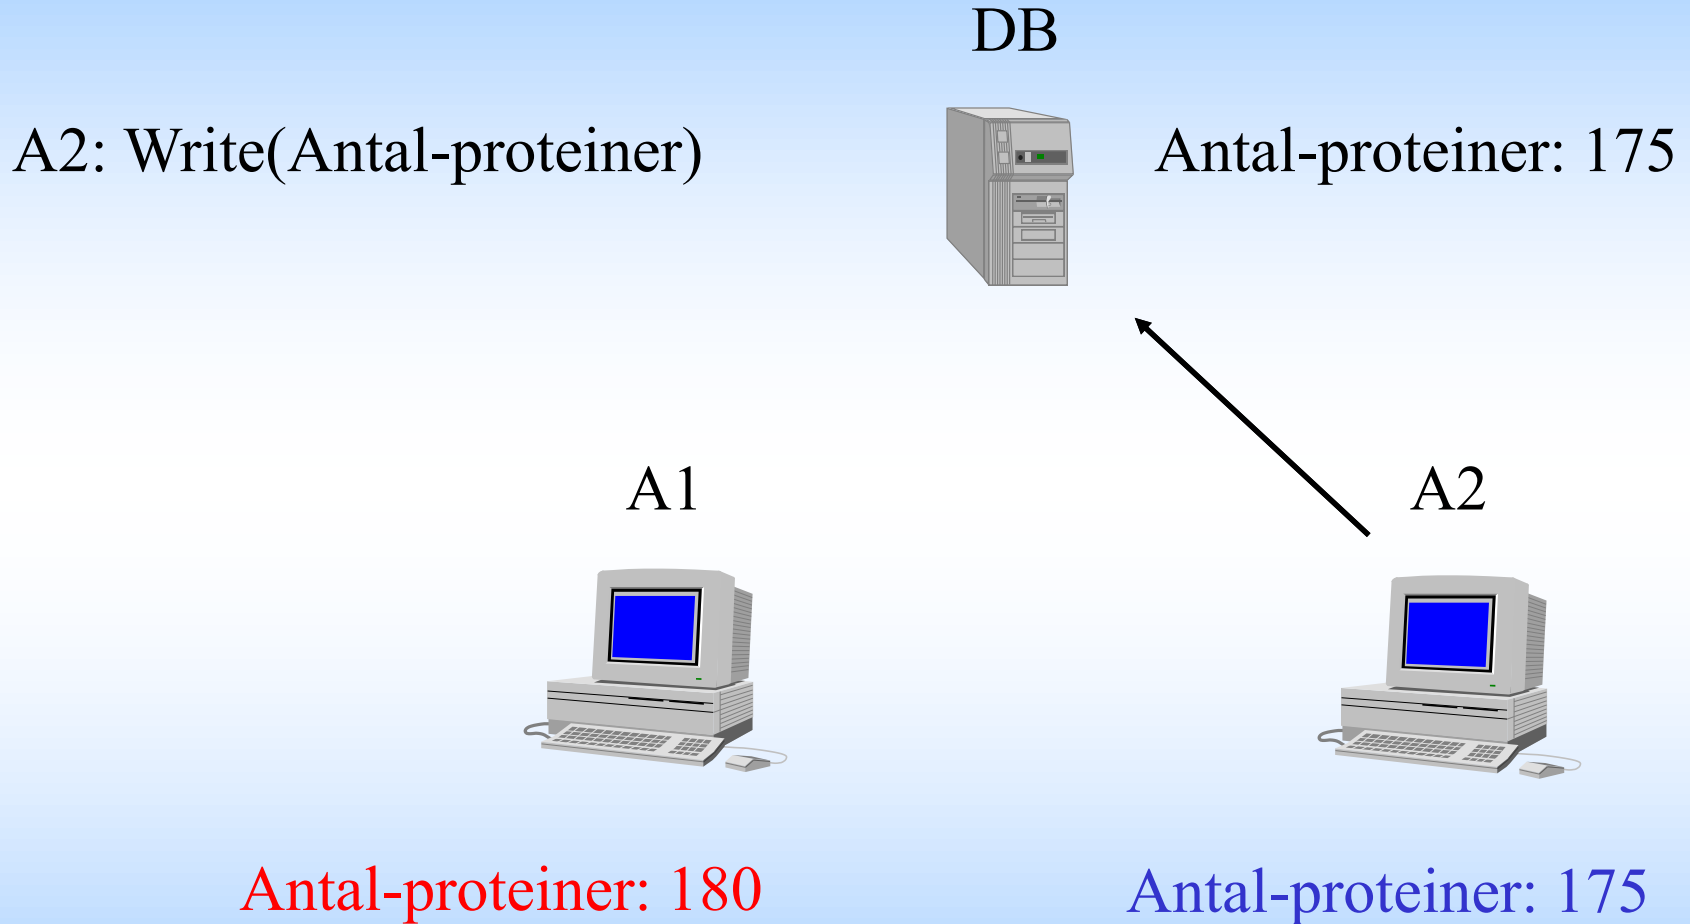 DB
A2: Write(Antal-proteiner)
Antal-proteiner: 175
A1
A2
Antal-proteiner: 180
Antal-proteiner: 175